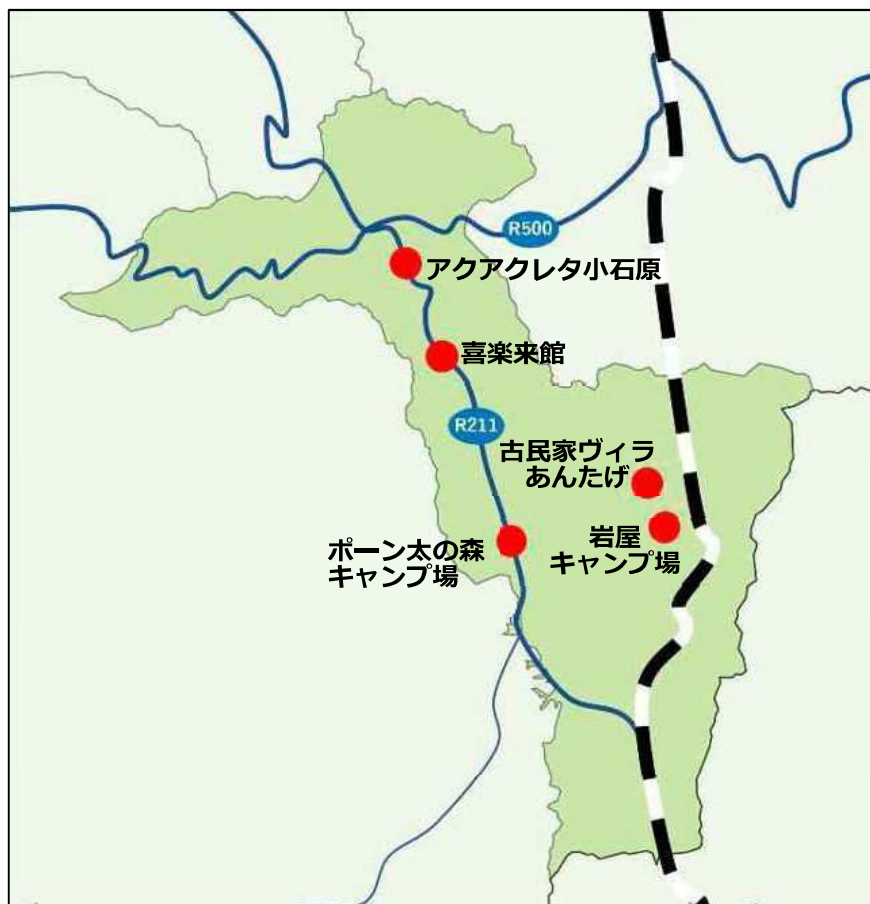 R500
アクアクレタ小石原
喜楽来館
R211
古民家ヴィラ
あんたげ
ポーン太の森
キャンプ場
岩屋
キャンプ場